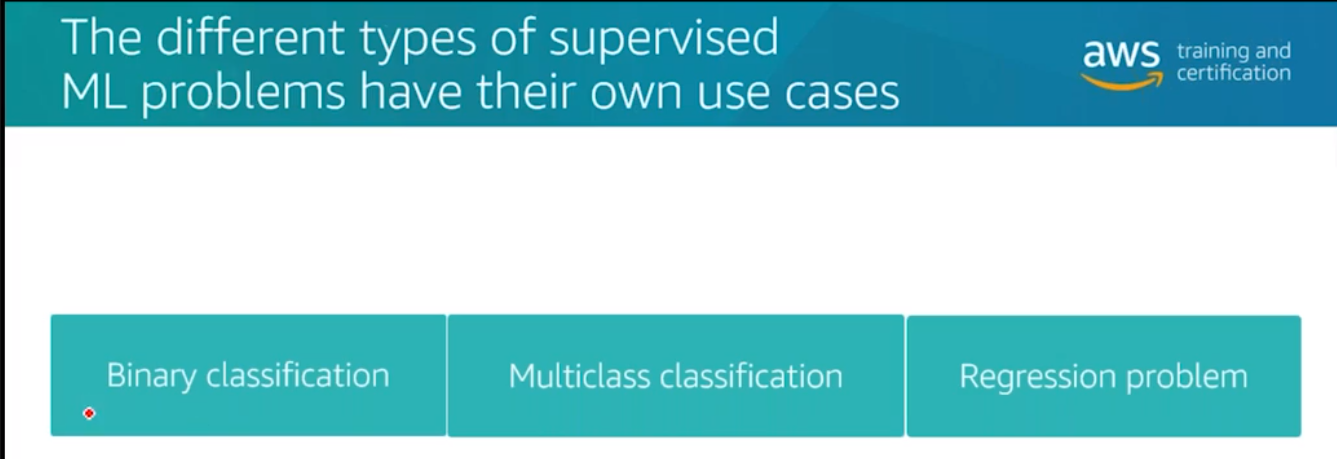 The different types of supervised
ML problems have their own use cases
aws training and
certification
Binary classification
Multiclass classification
Regression problem